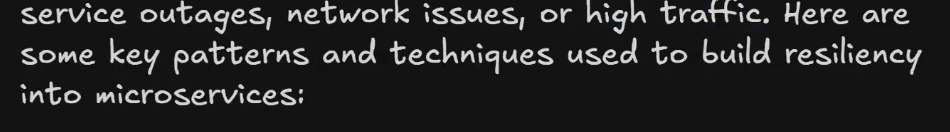 service outages, network issues, or high traffic. Here are
some key patterns and techniques used to build resiliency
into microservices: